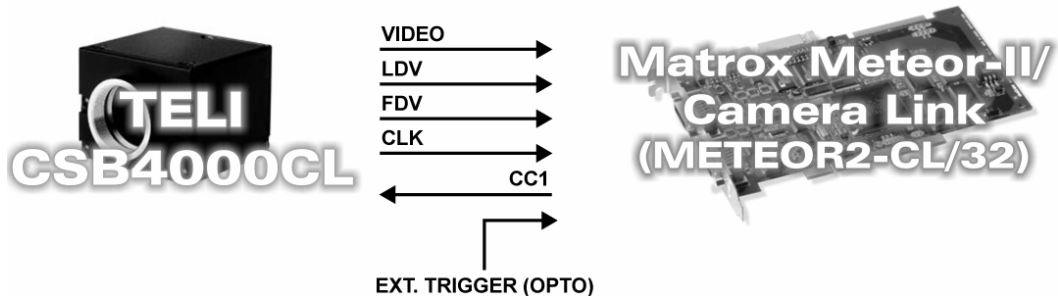 TELI
CSB4000CL
VIDEO
LDV
FDV
CLK
CC1
EXT. TRIGGER (OPTO)
Matrox Meteor-II/
Camera Link
(METEOR2-CL/32)